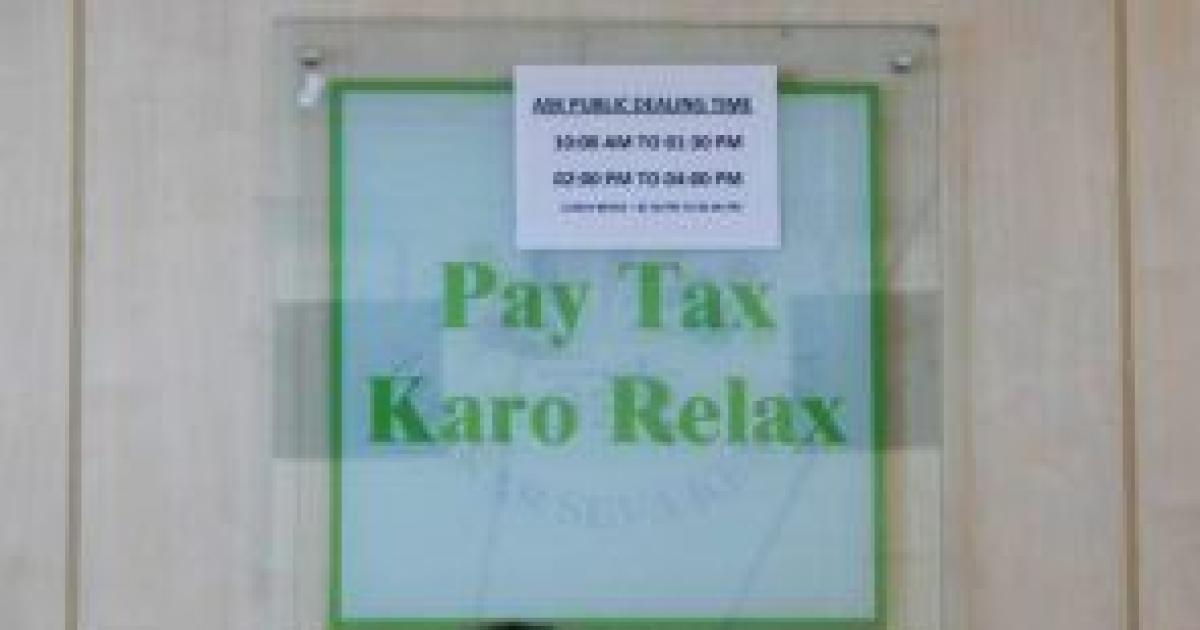 ASK PUBLIC DEALING TIME
10:00 AM TO 01:30 PM
02:00 PM TO 04:00 PM
Pay Tax
Karo Relax